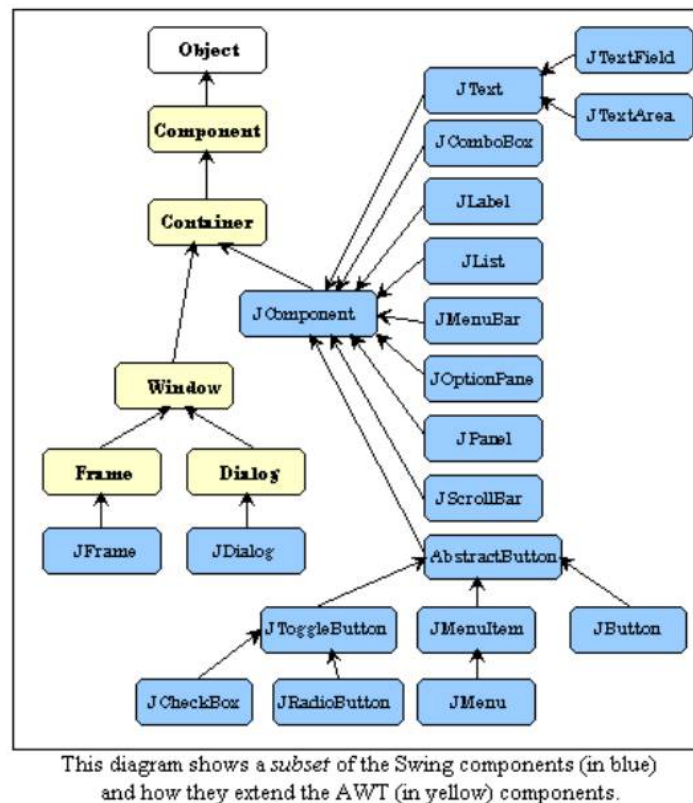 Object
JTextField
JText
Component
JTextArea
JComboBox
Container
JLabel
JList
JComponent
JMenuBar
Window
JOptionPane
JPanel
Frame
Dialog
JScrollBar
JFrame
JDialog
AbstractButton
JToggleButton
JMenuItem
JButton
JCheckBox
JRadioButton
JMenu
This diagram shows a subset of the Swing components (in blue)
and how they extend the AWT (in yellow) components.